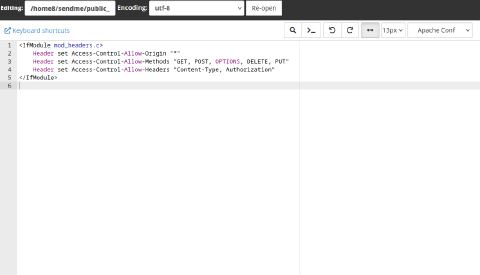 Editing: /home8/sendme/public_ Encoding: utf-8 Re-open
Keyboard shortcuts 13px Apache Conf
1 <IfModule mod_headers.c>
2 Header set Access-Control-Allow-Origin "*"
3 Header set Access-Control-Allow-Methods "GET, POST, OPTIONS, DELETE, PUT"
4 Header set Access-Control-Allow-Headers "Content-Type, Authorization"
5 </IfModule>
6